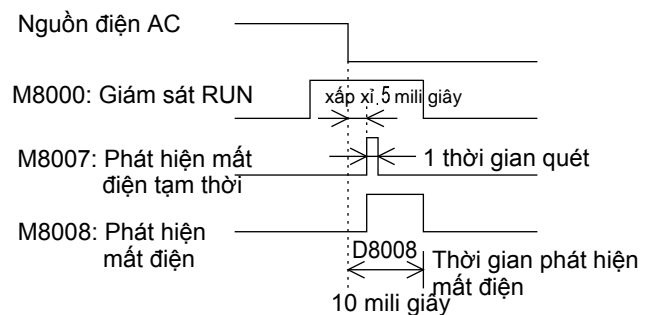 Nguồn điện AC
M8000: Giám sát RUN
xấp xỉ 5 mili giây
M8007: Phát hiện mất
điện tạm thời
1 thời gian quét
M8008: Phát hiện
mất điện
D8008
Thời gian phát hiện
mất điện
10 mili giây